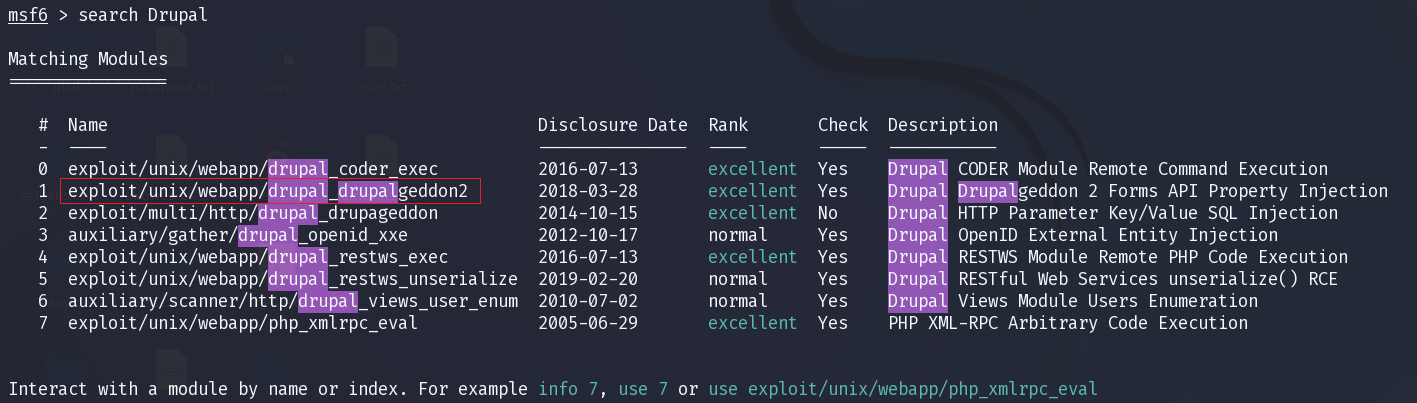 msf6 > search Drupal
Matching Modules
================
# Name Disclosure Date Rank Check Description
- ---- --------------- ---- ----- -----------
0 exploit/unix/webapp/drupal_coder_exec 2016-07-13 excellent Yes Drupal CODER Module Remote Command Execution
1 exploit/unix/webapp/drupal_drupalgeddon2 2018-03-28 excellent Yes Drupal Drupalgeddon 2 Forms API Property Injection
2 exploit/multi/http/drupal_drupageddon 2014-10-15 excellent No Drupal HTTP Parameter Key/Value SQL Injection
3 auxiliary/gather/drupal_openid_xxe 2012-10-17 normal Yes Drupal OpenID External Entity Injection
4 exploit/unix/webapp/drupal_restws_exec 2016-07-13 excellent Yes Drupal RESTWS Module Remote PHP Code Execution
5 exploit/unix/webapp/drupal_restws_unserialize 2019-02-20 normal Yes Drupal RESTful Web Services unserialize() RCE
6 auxiliary/scanner/http/drupal_views_user_enum 2010-07-02 normal Yes Drupal Views Module Users Enumeration
7 exploit/unix/webapp/php_xmlrpc_eval 2005-06-29 excellent Yes PHP XML-RPC Arbitrary Code Execution
Interact with a module by name or index. For example info 7, use 7 or use exploit/unix/webapp/php_xmlrpc_eval